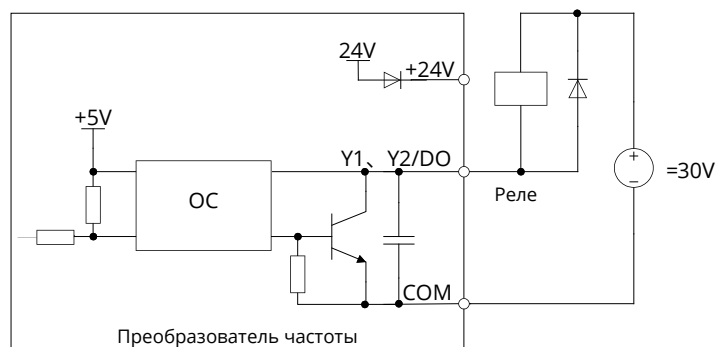 24V
+24V
+5V
Y1、 Y2/DO
OC
Реле
+
−
=30V
COM
Преобразователь частоты